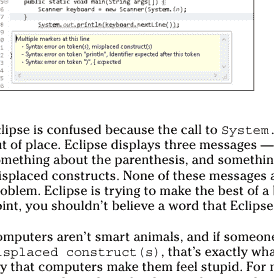 public static void main(String args[]) {
Scanner keyboard = new Scanner(System.in);
}
System.out.println(keyboard.nextLine());
Multiple markers at this line
- Syntax error on token(s), misplaced construct(s)
- Syntax error on token "println", Identifier expected after this token
- Syntax error on token ")", { expected
lipse is confused because the call to System.
t of place. Eclipse displays three messages —
mething about the parenthesis, and somethin
isplaced constructs. None of these messages a
oblem. Eclipse is trying to make the best of a
int, you shouldn't believe a word that Eclipse
omputers aren't smart animals, and if someone
isplaced construct(s), that's exactly wha
y that computers make them feel stupid. For